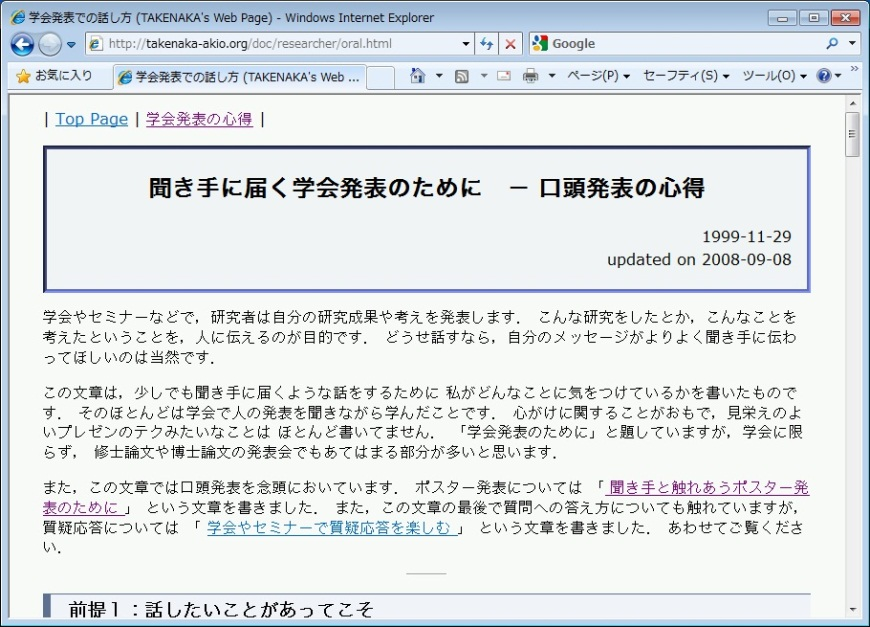 学会発表での話し方 (TAKENAKA's Web Page) - Windows Internet Explorer
http://takenaka-akio.org/doc/researcher/oral.html
Google
お気に入り
学会発表での話し方 (TAKENAKA's Web ...
ページ(P)
セーフティ(S)
ツール(O)
| Top Page | 学会発表の心得 |
聞き手に届く学会発表のために － 口頭発表の心得
1999-11-29
updated on 2008-09-08
学会やセミナーなどで，研究者は自分の研究成果や考えを発表します． こんな研究をしたとか，こんなことを
考えたということを，人に伝えるのが目的です． どうせ話すなら，自分のメッセージがよりよく聞き手に伝わ
ってほしいのは当然です．
この文章は，少しでも聞き手に届くような話をするために 私がどんなことに気をつけているかを書いたもので
す． そのほとんどは学会で人の発表を聞きながら学んだことです． 心がけに関することがおもで，見栄えのよ
いプレゼンのテクみたいなことは ほとんど書いてません． 「学会発表のために」と題していますが，学会に限
らず， 修士論文や博士論文の発表会でもあてはまる部分が多いと思います．
また，この文章では口頭発表を念頭においています． ポスター発表については 「 聞き手と触れあうポスター発
表のために 」 という文章を書きました． また，この文章の最後で質問への答え方についても触れていますが，
質疑応答については 「 学会やセミナーで質疑応答を楽しむ 」 という文章を書きました． あわせてご覧くださ
い．
前提１：話したいことがあってこそ